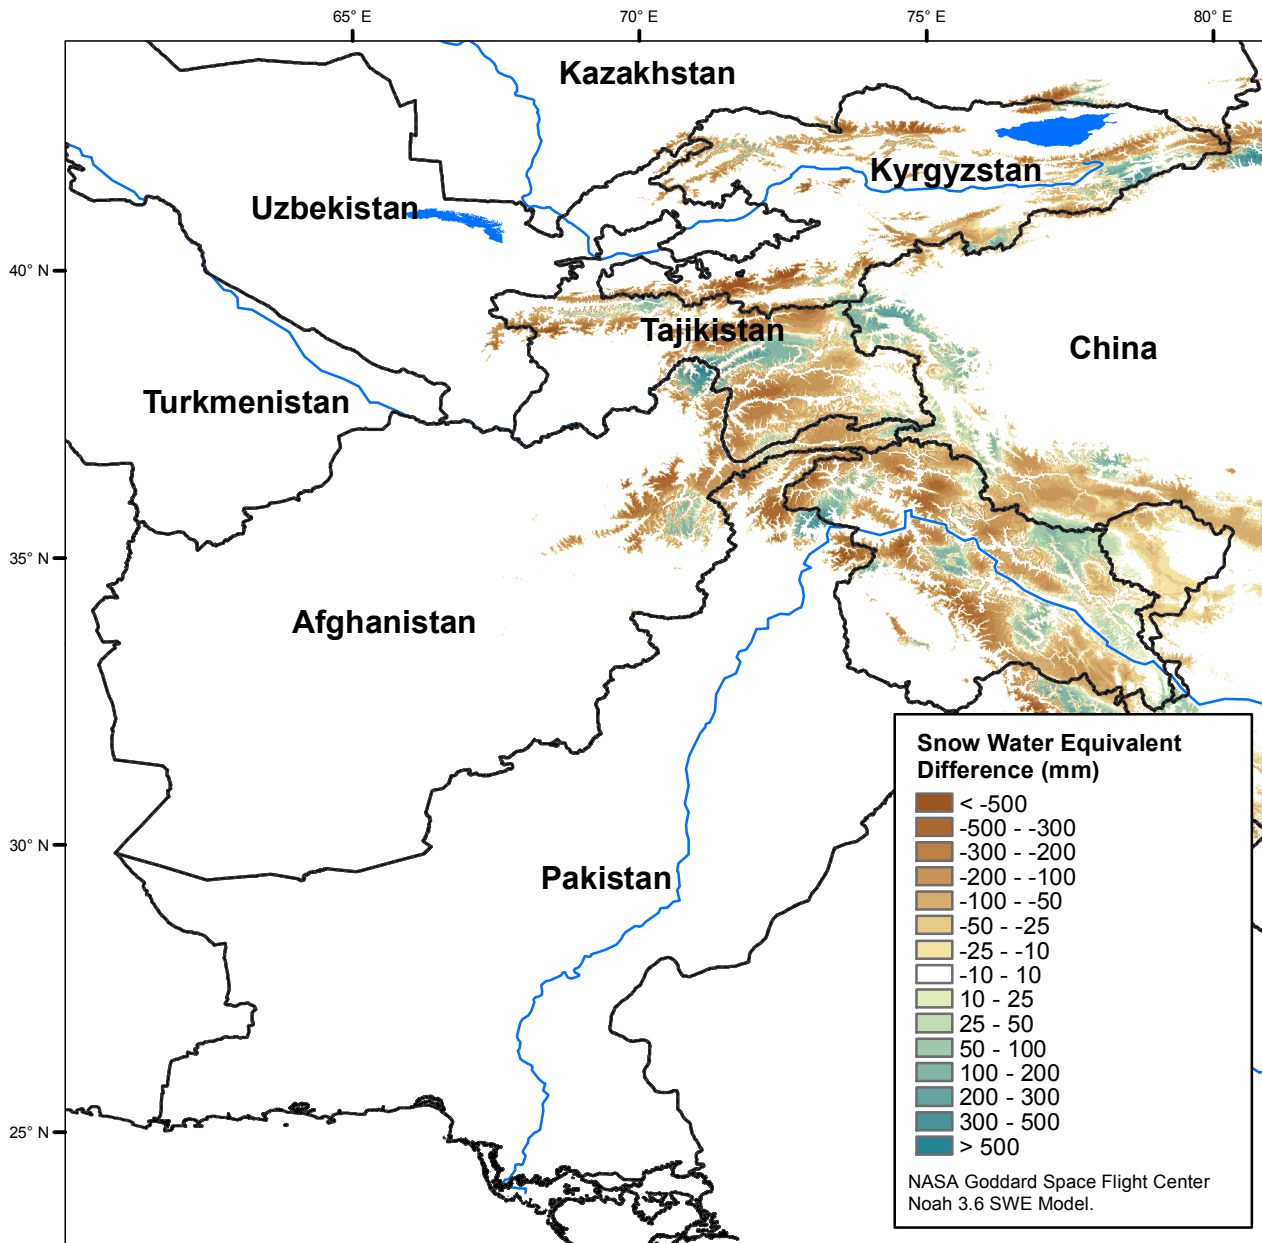 65° E
70° E
75° E
80° E
Kazakhstan
Kyrgyzstan
Uzbekistan
40° N
Tajikistan
China
Turkmenistan
35° N
Afghanistan
Snow Water Equivalent
Difference (mm)
< -500
-500 - -300
-300 - -200
-200 - -100
-100 - -50
-50 - -25
-25 - -10
-10 - 10
10 - 25
25 - 50
50 - 100
100 - 200
200 - 300
300 - 500
> 500
30° N
Pakistan
25° N
NASA Goddard Space Flight Center
Noah 3.6 SWE Model.